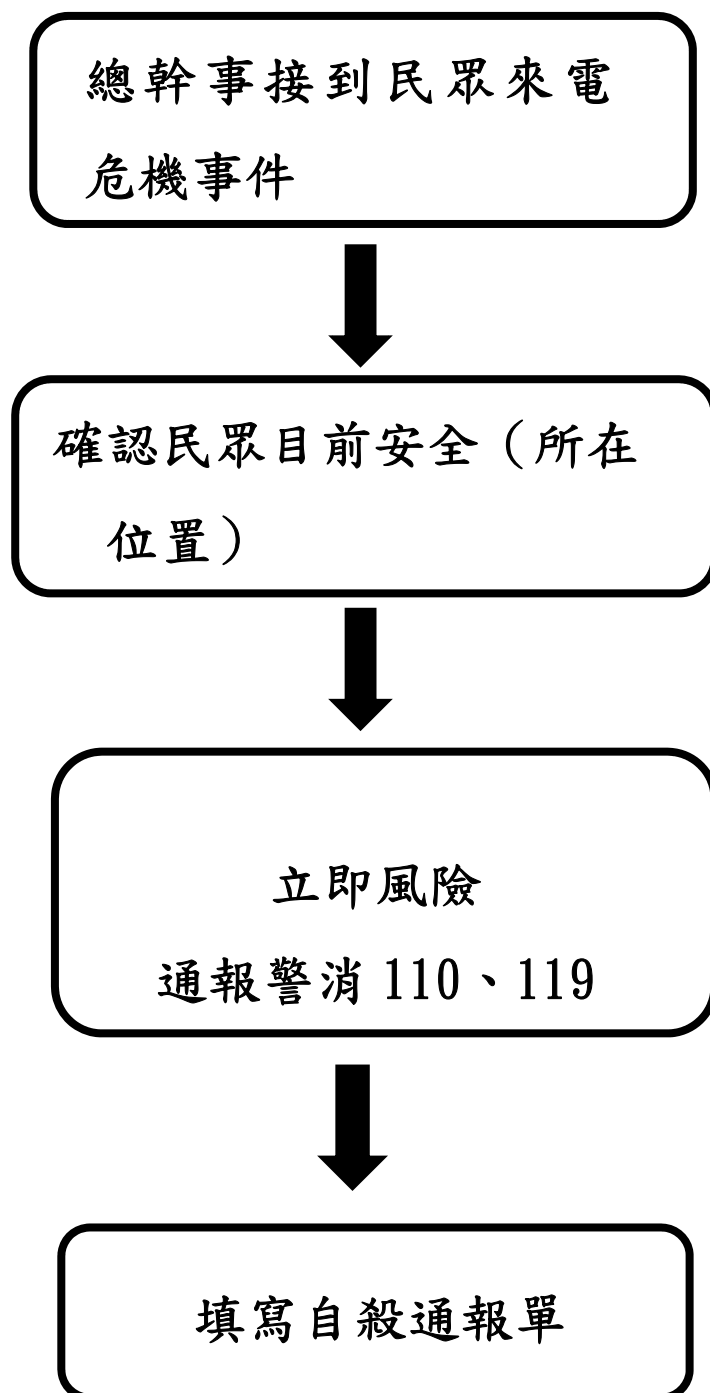 總幹事接到民眾來電
危機事件
確認民眾目前安全（所在
位置）
立即風險
通報警消 110、119
填寫自殺通報單